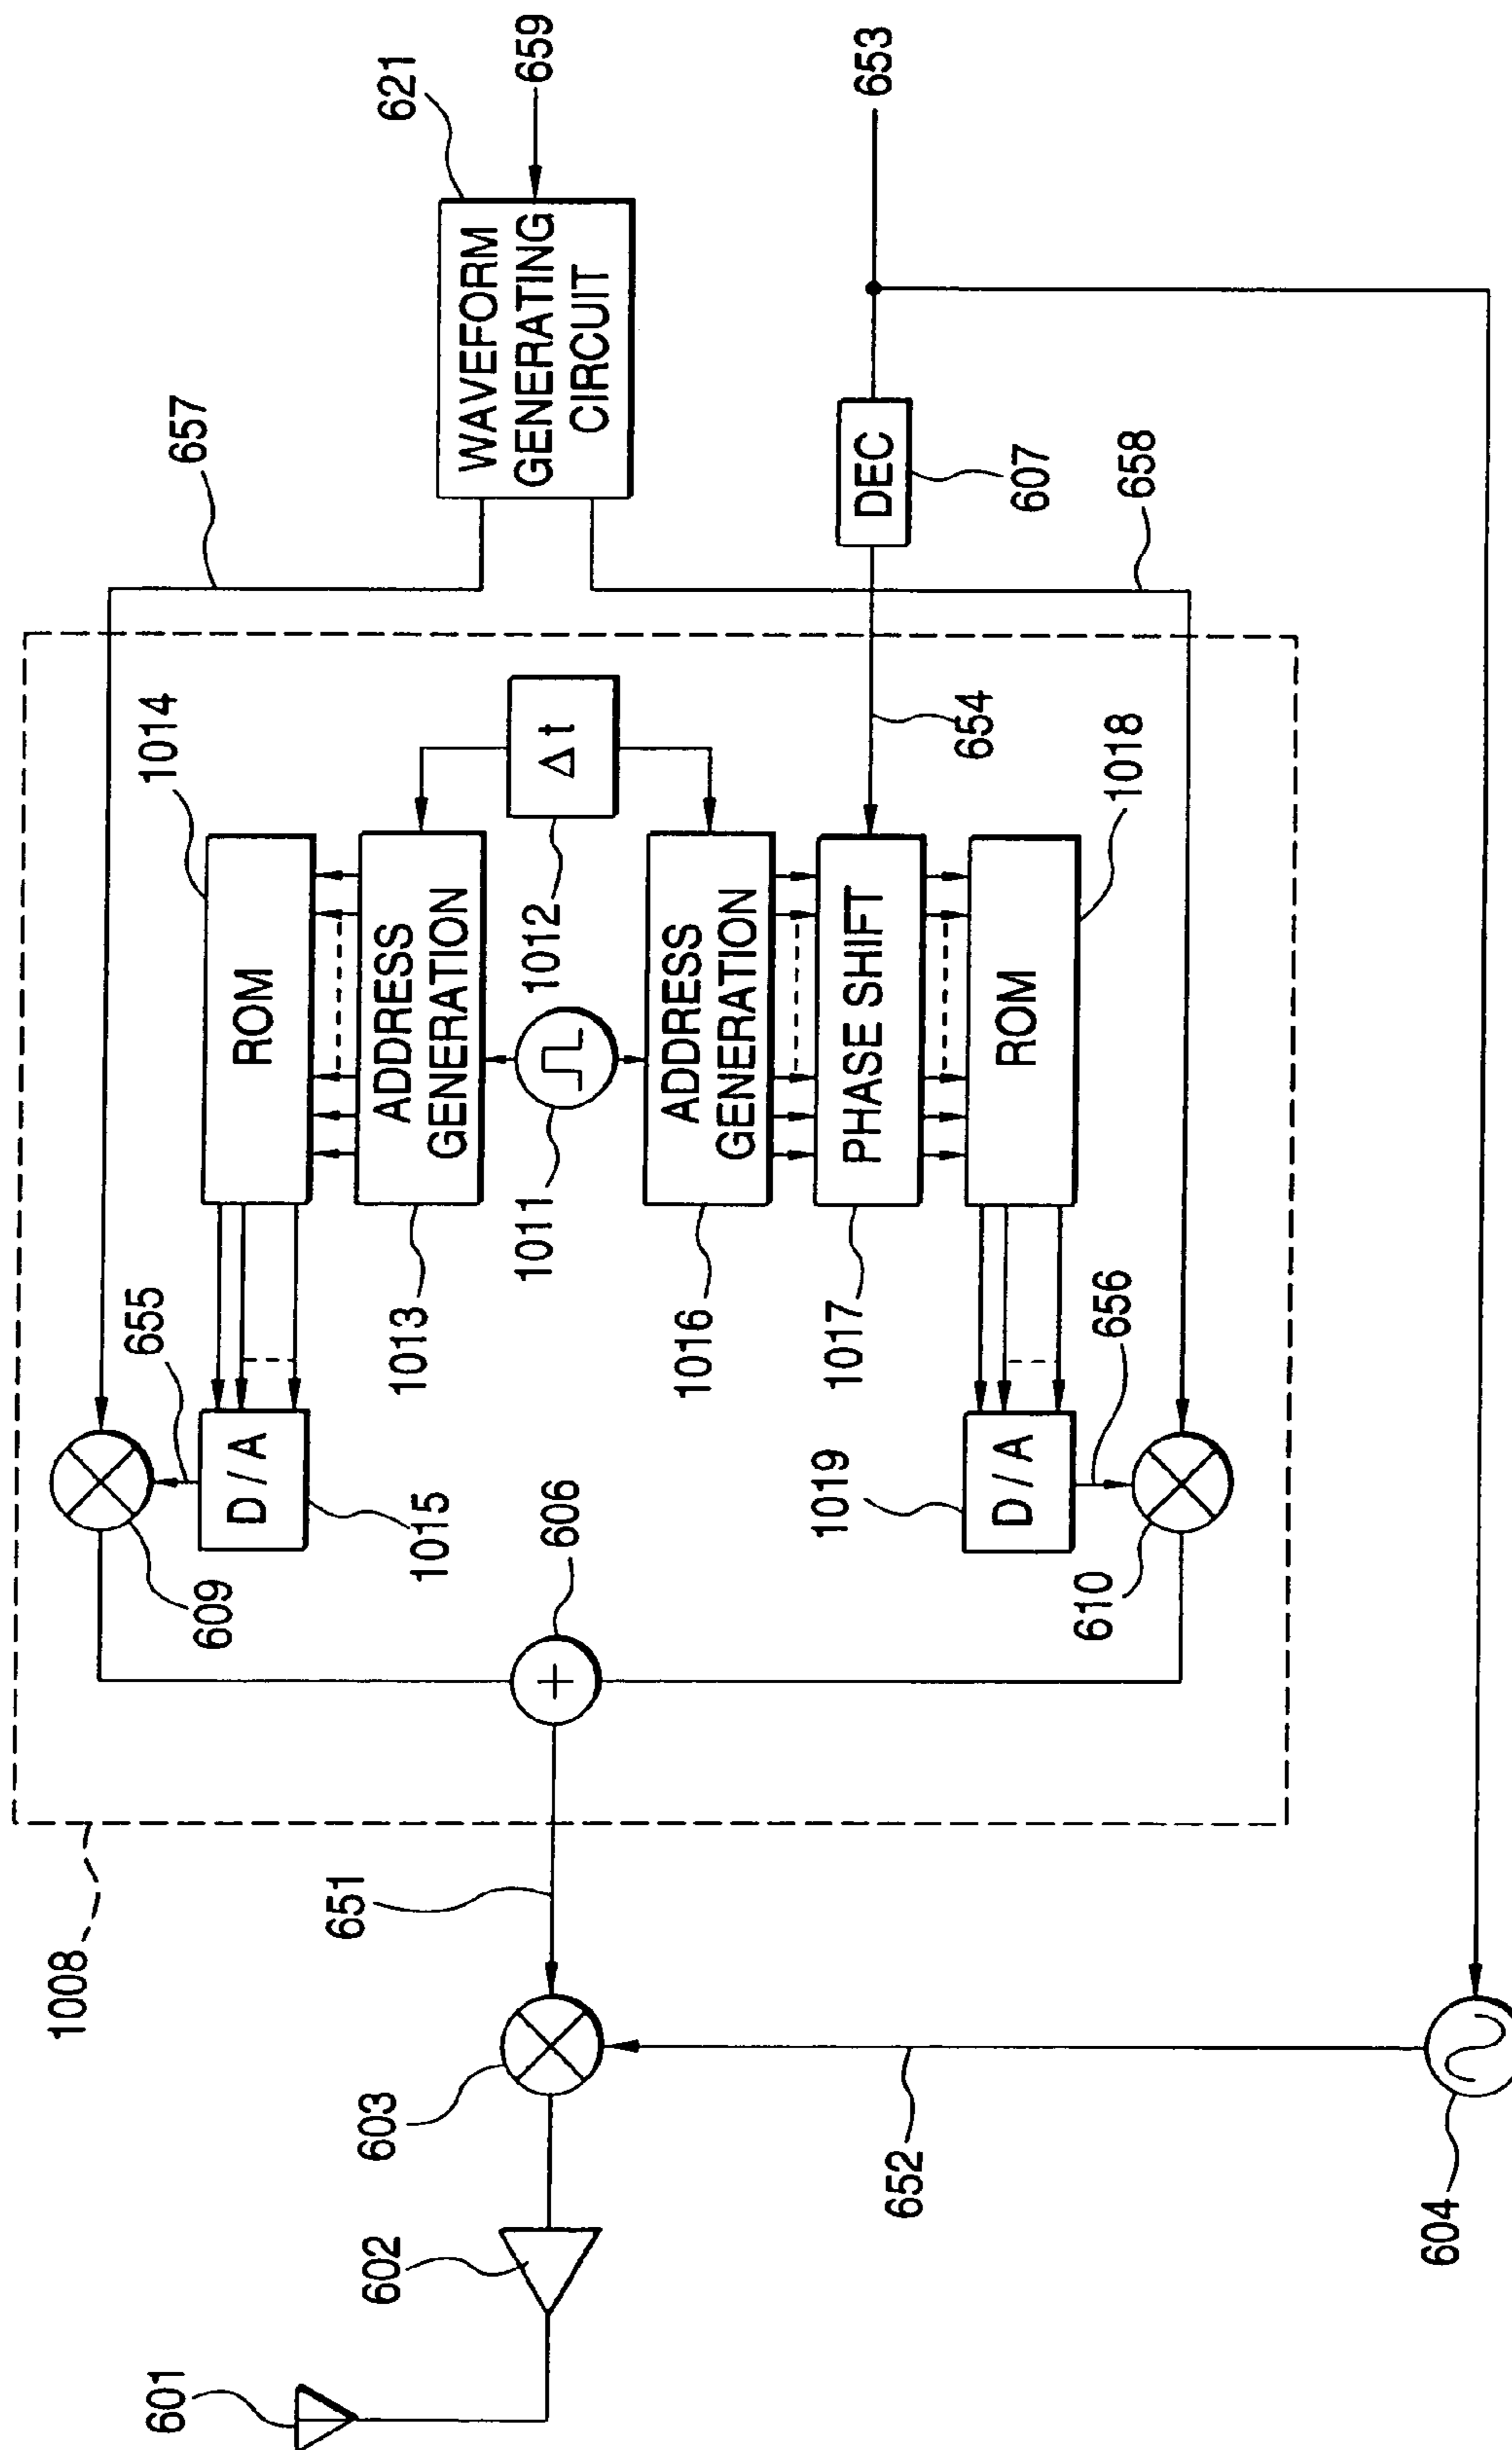 621
659
WAVEFORM
GENERATING
CIRCUIT
657
653
DEC
607
658
1014
ROM
ADDRESS
GENERATION
Δt
1012
1011
1013
ADDRESS
GENERATION
1016
PHASE SHIFT
1017
654
ROM
1018
655
D/A
1015
609
606
D/A
1019
656
610
1008
651
603
652
602
601
604
+